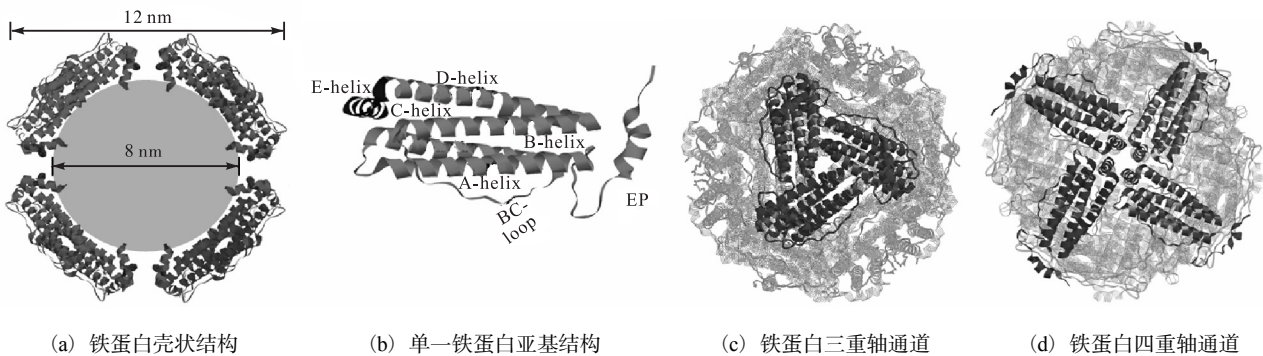 12 nm
8 nm
E-helix
D-helix
C-helix
B-helix
A-helix
BC-
loop
EP
(a) 铁蛋白壳状结构
(b) 单一铁蛋白亚基结构
(c) 铁蛋白三重轴通道
(d) 铁蛋白四重轴通道